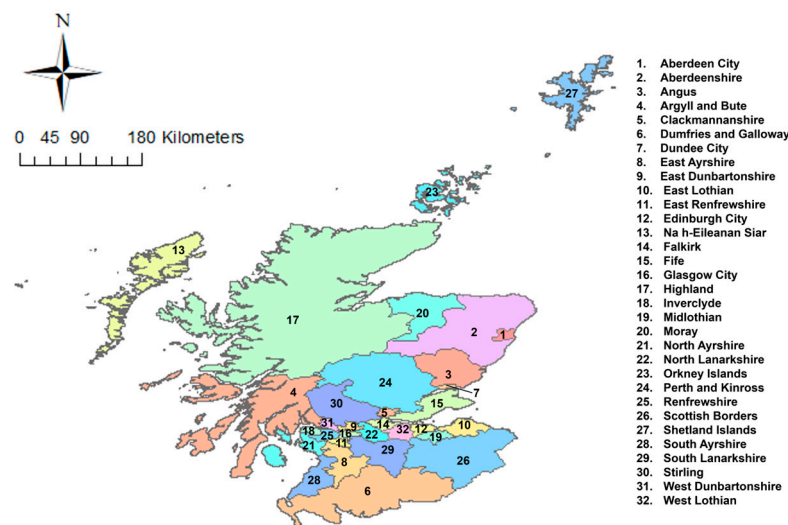 N
0 45 90 180 Kilometers
27
23
13
17
20
2
1
24
3
4
7
30
15
5
31
9
14
10
18
25
16
22
32
12
19
21
11
29
8
26
28
6
1. Aberdeen City
2. Aberdeenshire
3. Angus
4. Argyll and Bute
5. Clackmannanshire
6. Dumfries and Galloway
7. Dundee City
8. East Ayrshire
9. East Dunbartonshire
10. East Lothian
11. East Renfrewshire
12. Edinburgh City
13. Na h-Eileanan Siar
14. Falkirk
15. Fife
16. Glasgow City
17. Highland
18. Inverclyde
19. Midlothian
20. Moray
21. North Ayrshire
22. North Lanarkshire
23. Orkney Islands
24. Perth and Kinross
25. Renfrewshire
26. Scottish Borders
27. Shetland Islands
28. South Ayrshire
29. South Lanarkshire
30. Stirling
31. West Dunbartonshire
32. West Lothian